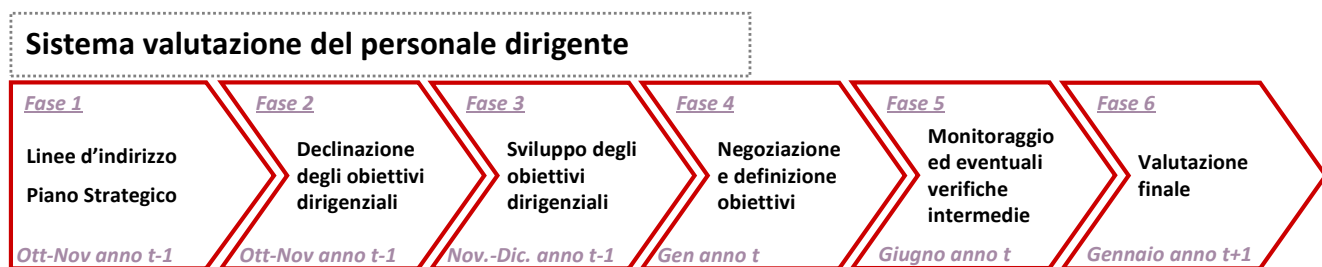 Sistema valutazione del personale dirigente
Fase 1
Linee d'indirizzo
Piano Strategico
Ott-Nov anno t-1
Fase 2
Declinazione
degli obiettivi
dirigenziali
Ott-Nov anno t-1
Fase 3
Sviluppo degli
obiettivi
dirigenziali
Nov.-Dic. anno t-1
Fase 4
Negoziazione
e definizione
obiettivi
Gen anno t
Fase 5
Monitoraggio
ed eventuali
verifiche
intermedie
Giugno anno t
Fase 6
Valutazione
finale
Gennaio anno t+1